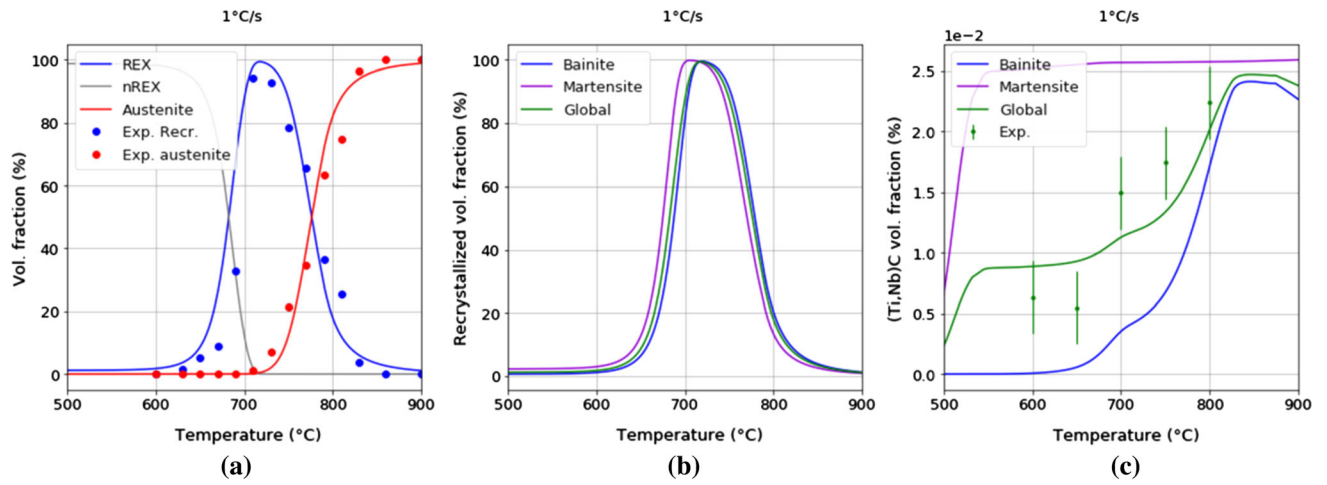 1°C/s
Vol. fraction (%)
100
80
60
40
20
0
REX
nREX
Austenite
Exp. Recr.
Exp. austenite
500 600 700 800 900
Temperature (°C)
(a)
1°C/s
Recrystallized vol. fraction (%)
100
80
60
40
20
0
Bainite
Martensite
Global
500 600 700 800 900
Temperature (°C)
(b)
1°C/s
1e−2
(Ti,Nb)C vol. fraction (%)
2.5
2.0
1.5
1.0
0.5
0.0
Bainite
Martensite
Global
Exp.
500 600 700 800 900
Temperature (°C)
(c)